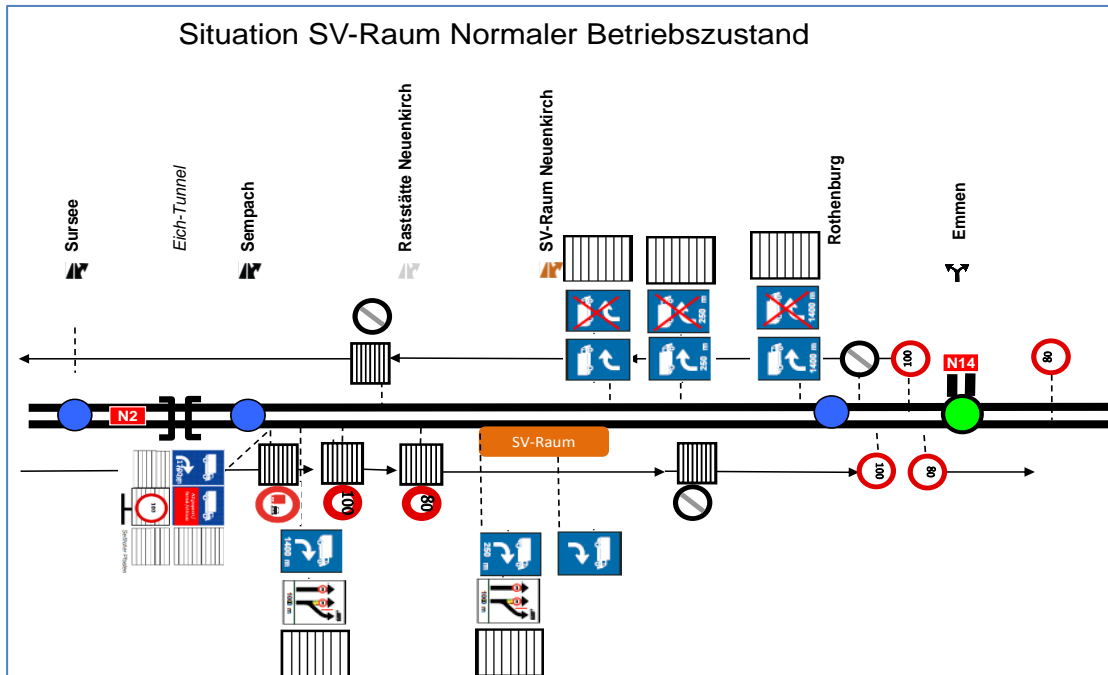 Situation SV-Raum Normaler Betriebszustand
Sursee
Eich-Tunnel
Sempach
Raststätte Neuenkirch
SV-Raum Neuenkirch
Rothenburg
Emmen
250 m
1400 m
250 m
1400 m
100
80
N14
N2
SV-Raum
100
80
100
80
1400 m
250 m